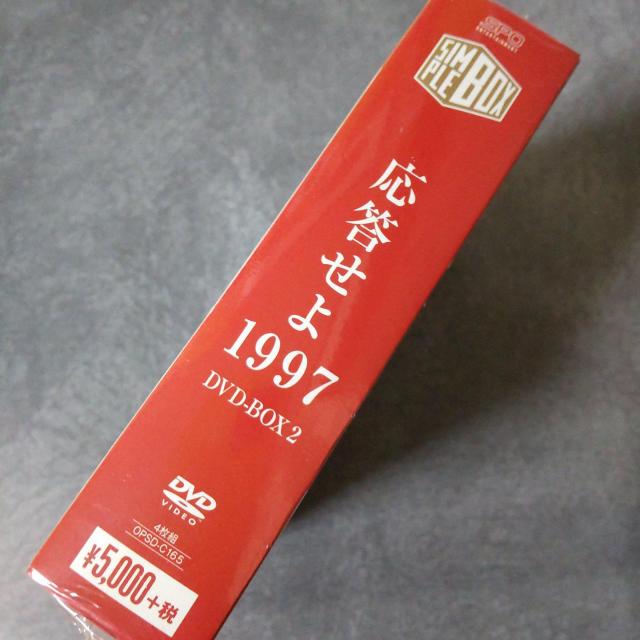 SPO
ENTERTAINMENT
SIMPLE BOX
応答せよ
1997
DVD-BOX 2
DVD
VIDEO
4枚組
OPSD-C165
¥5,000+税